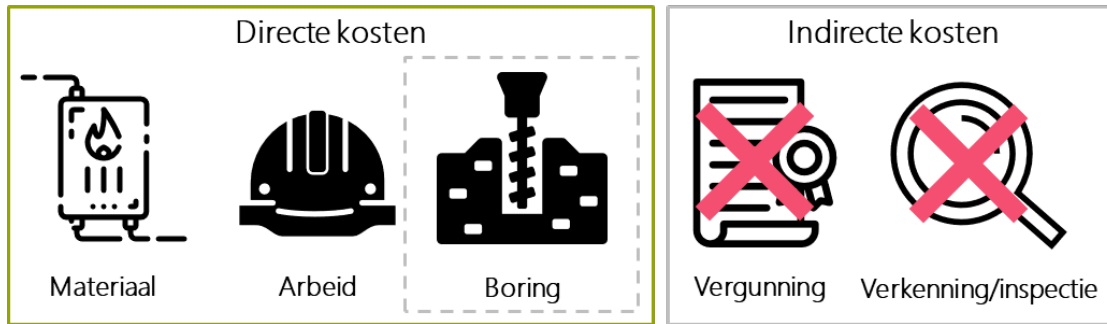 Directe kosten
Materiaal
Arbeid
Boring
Indirecte kosten
Vergunning
Verkenning/inspectie